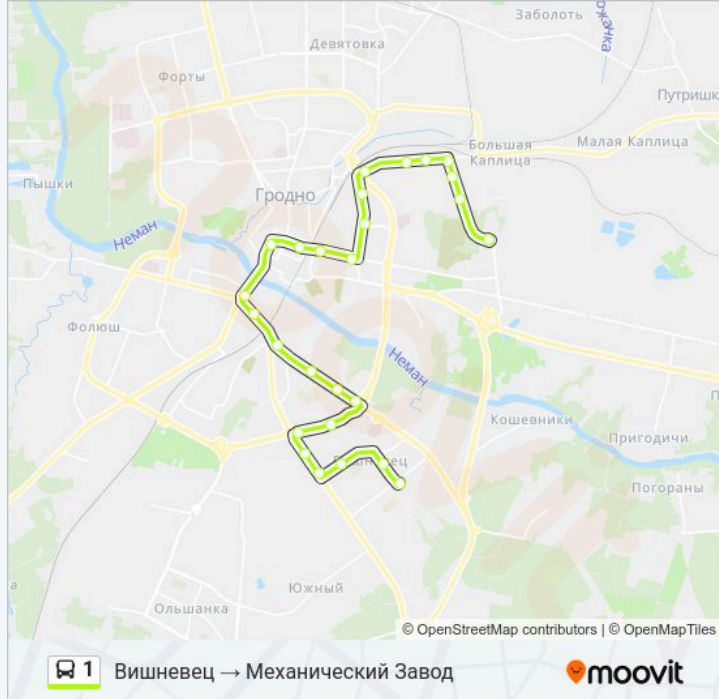 Заболоть
Девятовка
Форты
Путришк
Большая
Каплица
Малая Каплица
Пышки
Гродно
Неман
Фолюш
Неман
Кошевники
Пригодичи
Погораны
Южный
Ольшанка
© OpenStreetMap contributors | © OpenMapTiles
1 Вишневец → Механический Завод
moovit